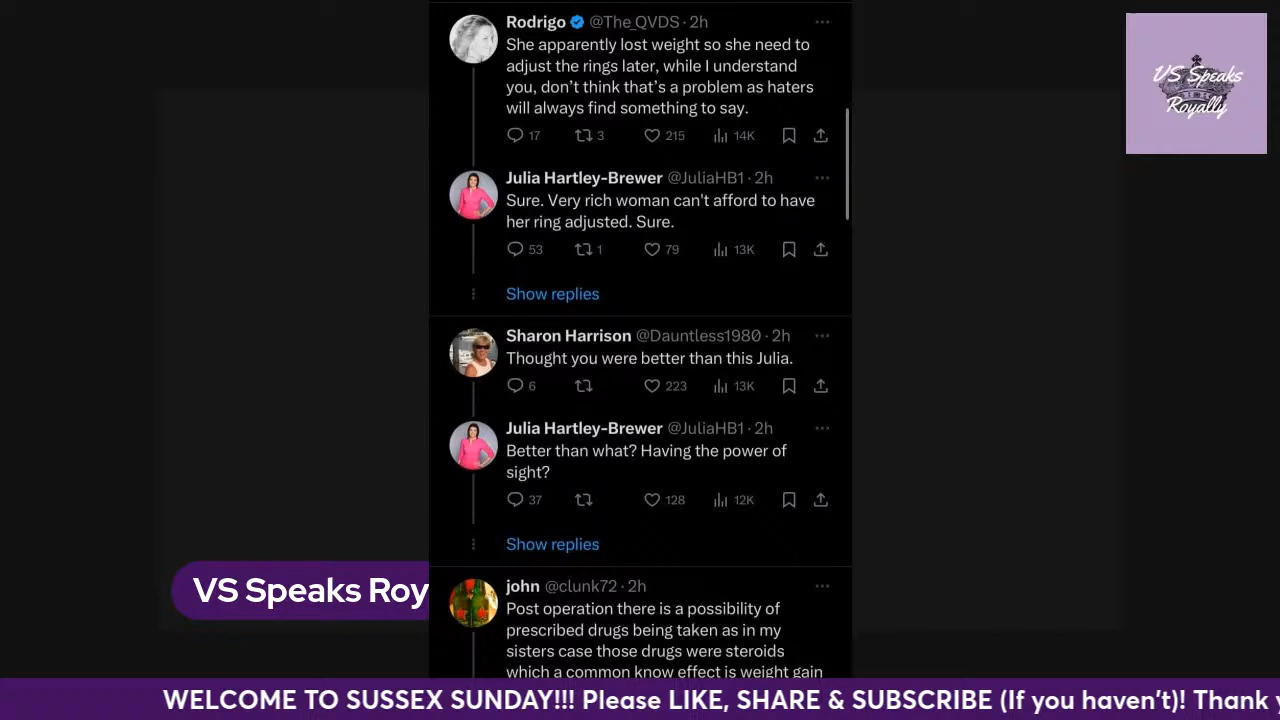 Rodrigo @The_QVDS · 2h
She apparently lost weight so she need to
adjust the rings later, while I understand
you, don’t think that’s a problem as haters
will always find something to say.
17 3 215 14K
Julia Hartley-Brewer @JuliaHB1 · 2h
Sure. Very rich woman can't afford to have
her ring adjusted. Sure.
53 1 79 13K
Show replies
Sharon Harrison @Dauntless1980 · 2h
Thought you were better than this Julia.
6 223 13K
Julia Hartley-Brewer @JuliaHB1 · 2h
Better than what? Having the power of
sight?
37 128 12K
Show replies
john @clunk72 · 2h
Post operation there is a possibility of
prescribed drugs being taken as in my
sisters case those drugs were steroids
which a common know effect is weight gain
VS Speaks
Royally
VS Speaks Roy
WELCOME TO SUSSEX SUNDAY!!! Please LIKE, SHARE & SUBSCRIBE (If you haven’t)! Thank